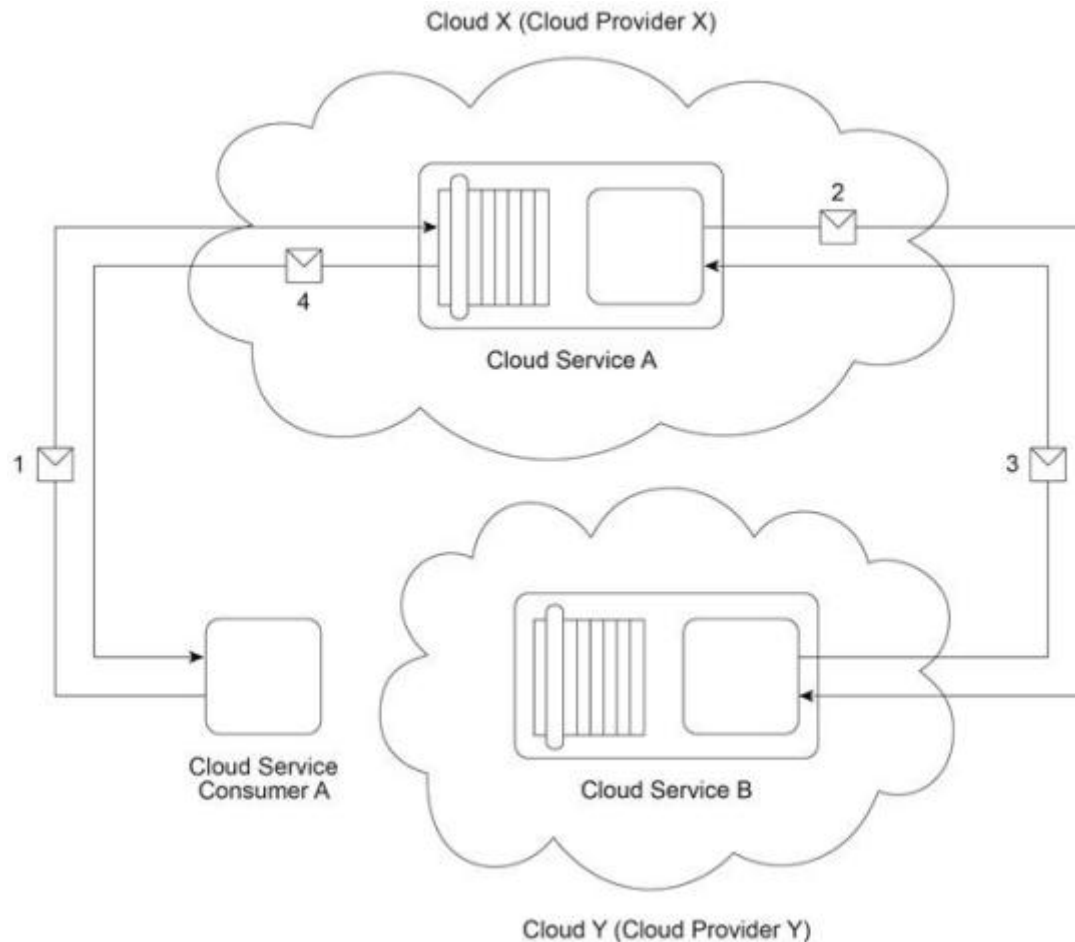 Cloud X (Cloud Provider X)
2
4
Cloud Service A
1
3
Cloud Service
Consumer A
Cloud Service B
Cloud Y (Cloud Provider Y)